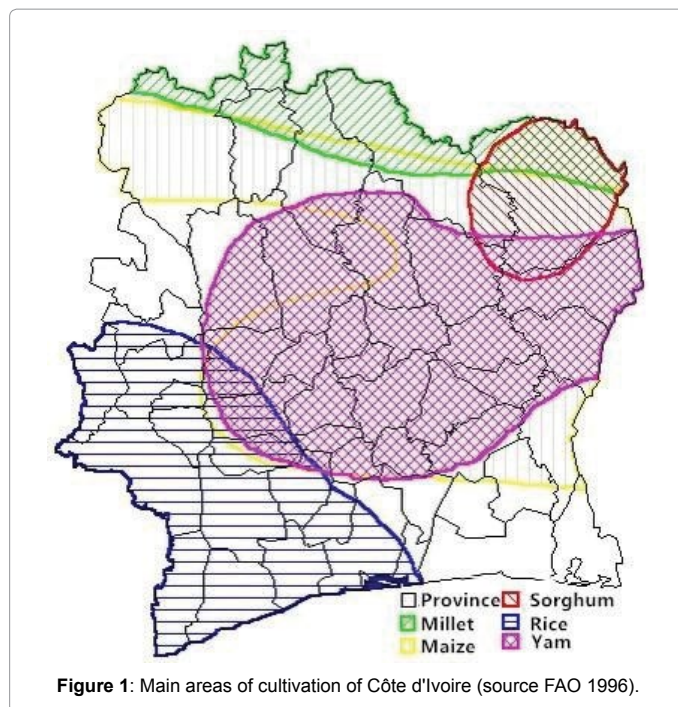 Province Sorghum
Millet Rice
Maize Yam
Figure 1: Main areas of cultivation of Côte d'Ivoire (source FAO 1996).